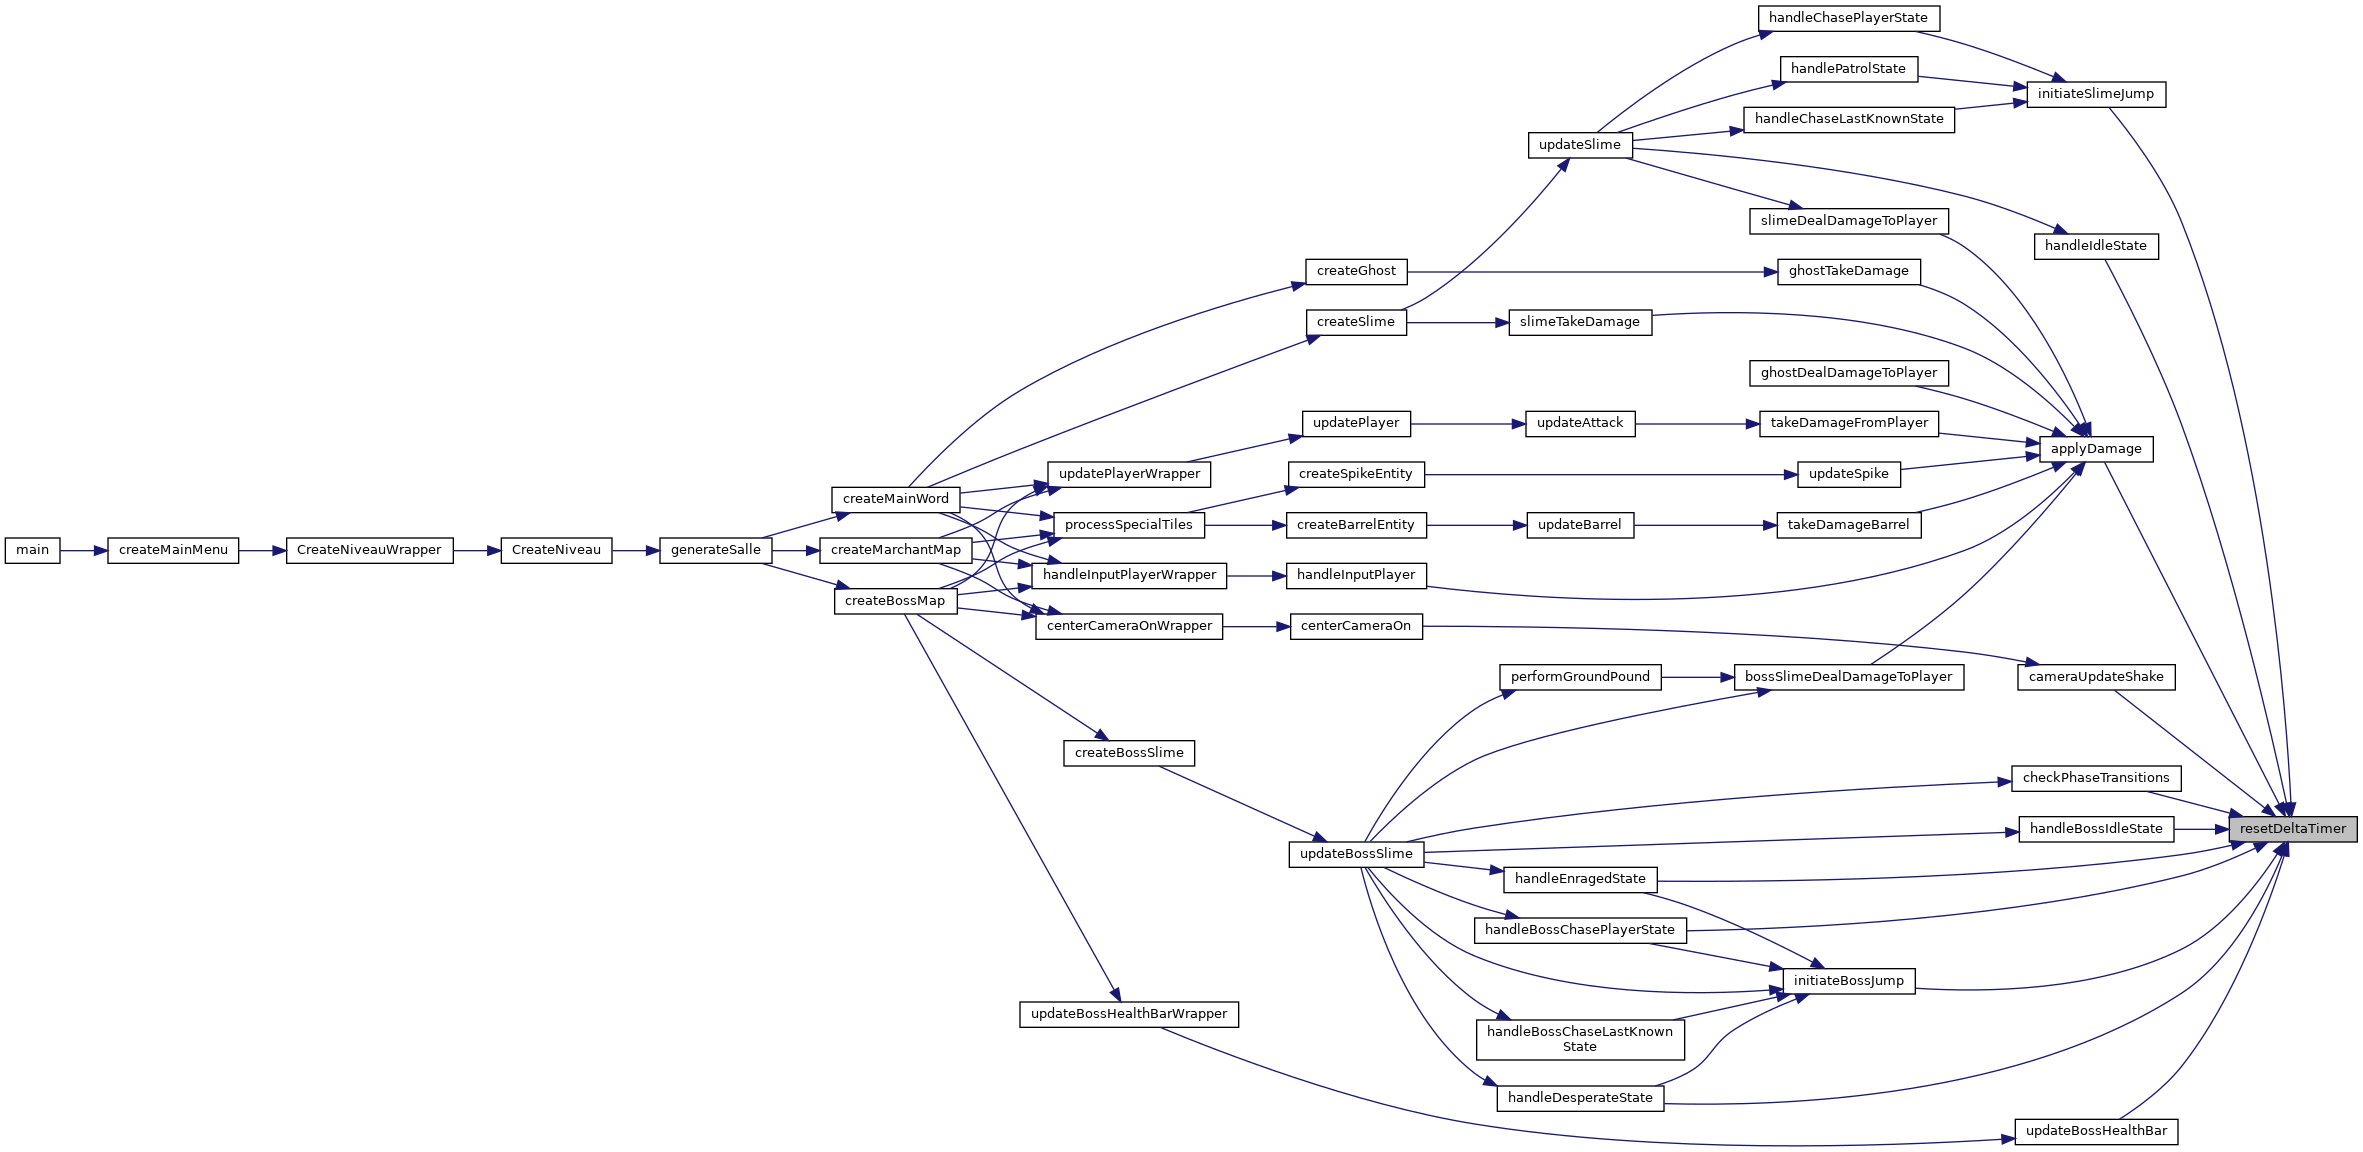 handleChasePlayerState
handlePatrolState
initiateSlimeJump
handleChaseLastKnownState
updateSlime
slimeDealDamageToPlayer
handleIdleState
createGhost
ghostTakeDamage
createSlime
slimeTakeDamage
ghostDealDamageToPlayer
updatePlayer
updateAttack
takeDamageFromPlayer
applyDamage
updatePlayerWrapper
createSpikeEntity
updateSpike
createMainWord
processSpecialTiles
createBarrelEntity
updateBarrel
takeDamageBarrel
main
createMainMenu
CreateNiveauWrapper
CreateNiveau
generateSalle
createMarchantMap
handleInputPlayerWrapper
handleInputPlayer
createBossMap
centerCameraOnWrapper
centerCameraOn
performGroundPound
bossSlimeDealDamageToPlayer
cameraUpdateShake
createBossSlime
checkPhaseTransitions
handleBossIdleState
resetDeltaTimer
updateBossSlime
handleEnragedState
handleBossChasePlayerState
initiateBossJump
updateBossHealthBarWrapper
handleBossChaseLastKnown
State
handleDesperateState
updateBossHealthBar